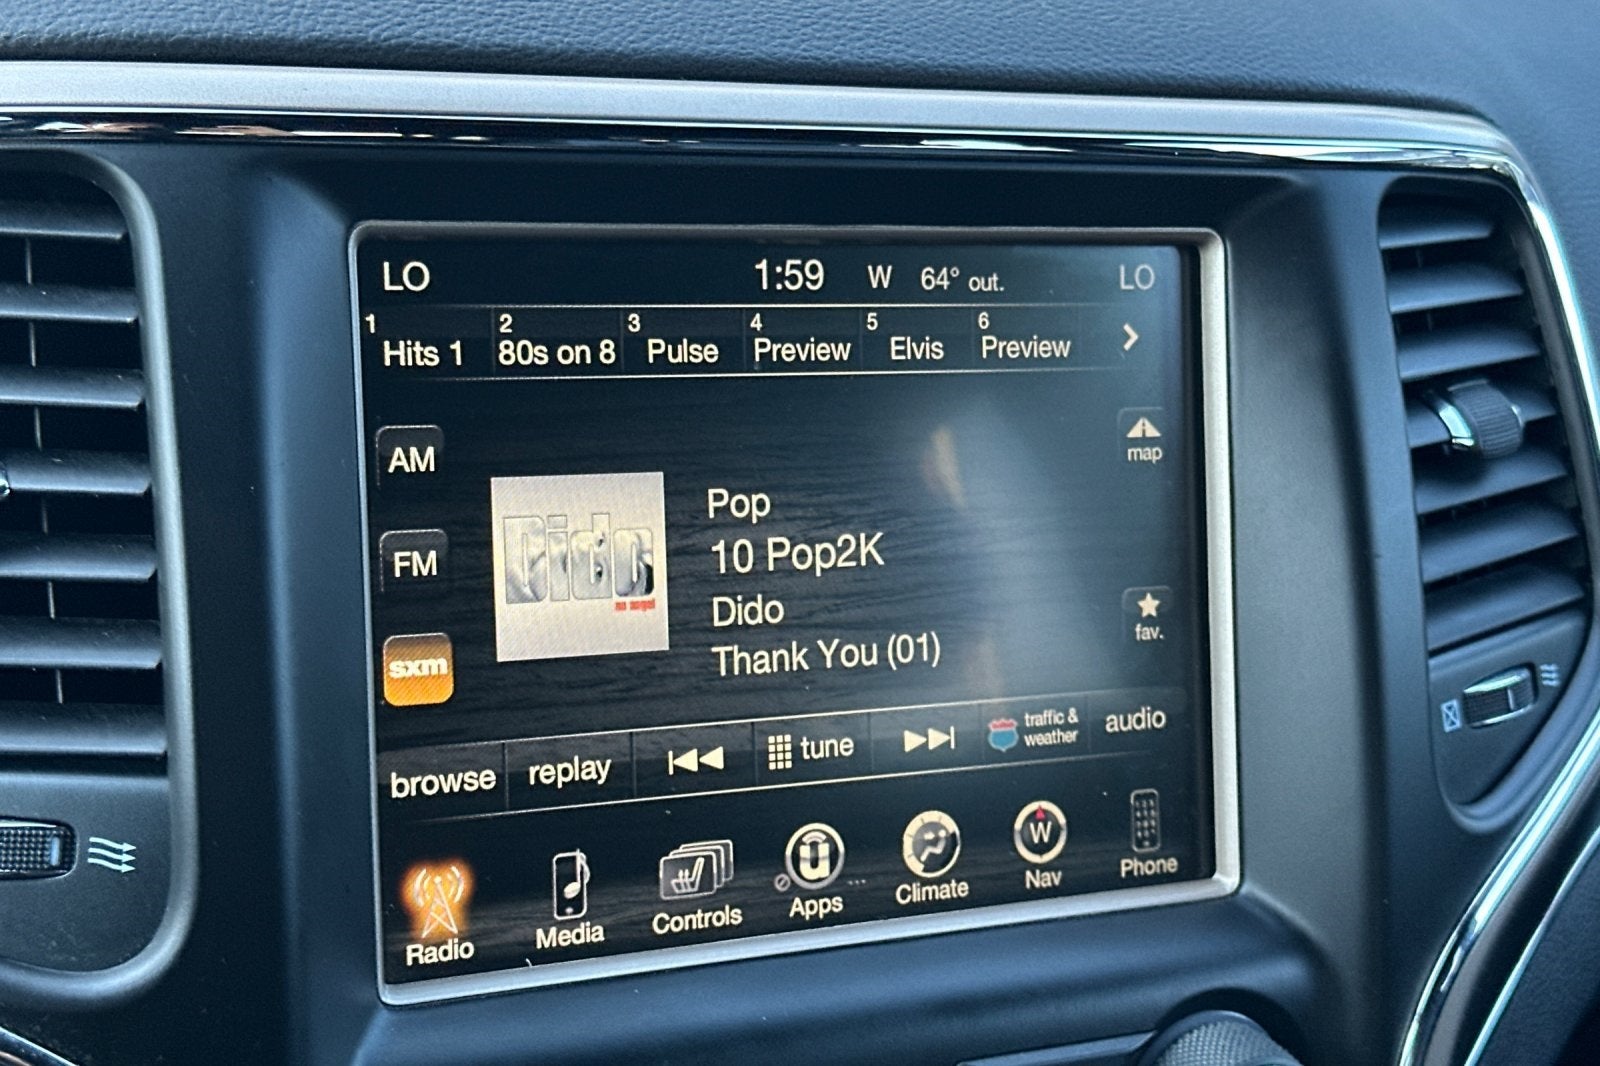 LO 1:59 W 64° out. LO
1 2 3 4 5 6
Hits 1 80s on 8 Pulse Preview Elvis Preview
AM
map
Dido
no angel
Pop
10 Pop2K
Dido
Thank You (01)
FM
fav.
sxm
browse replay tune traffic & weather audio
W
Radio Media Controls Apps Climate Nav Phone